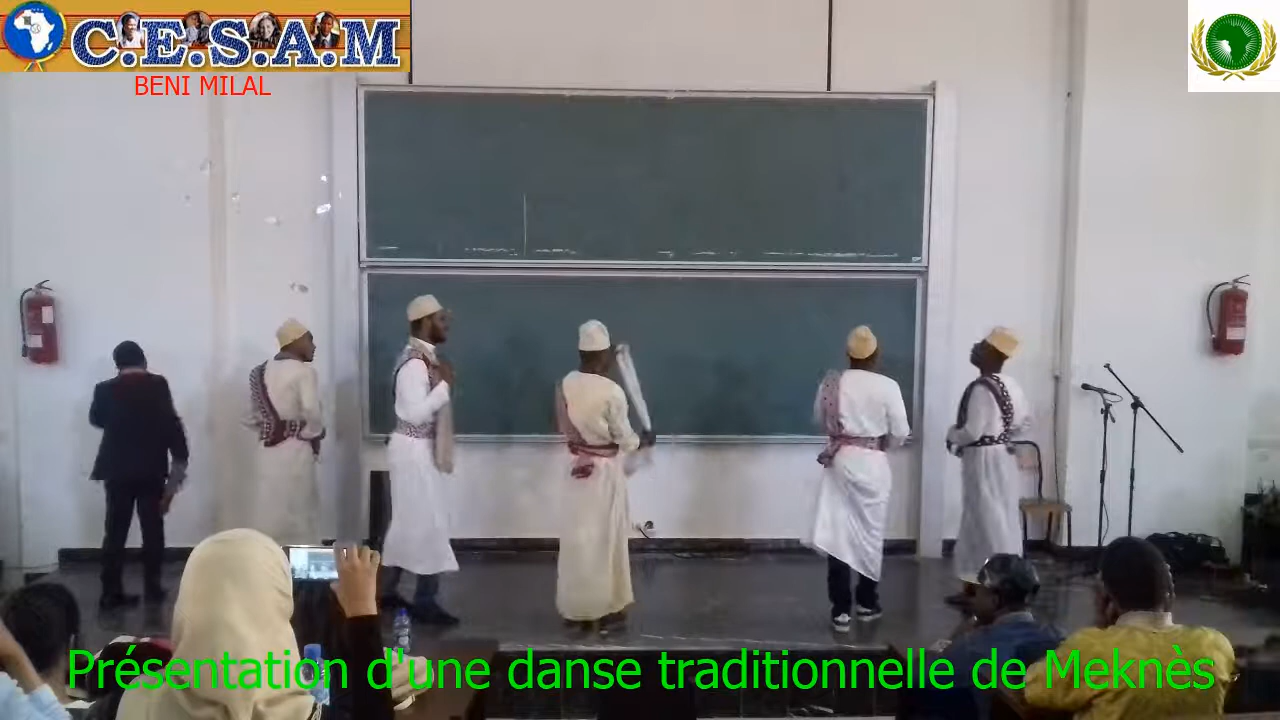 C.E.S.A.M
BENI MILAL
Présentation d'une danse traditionnelle de Meknès